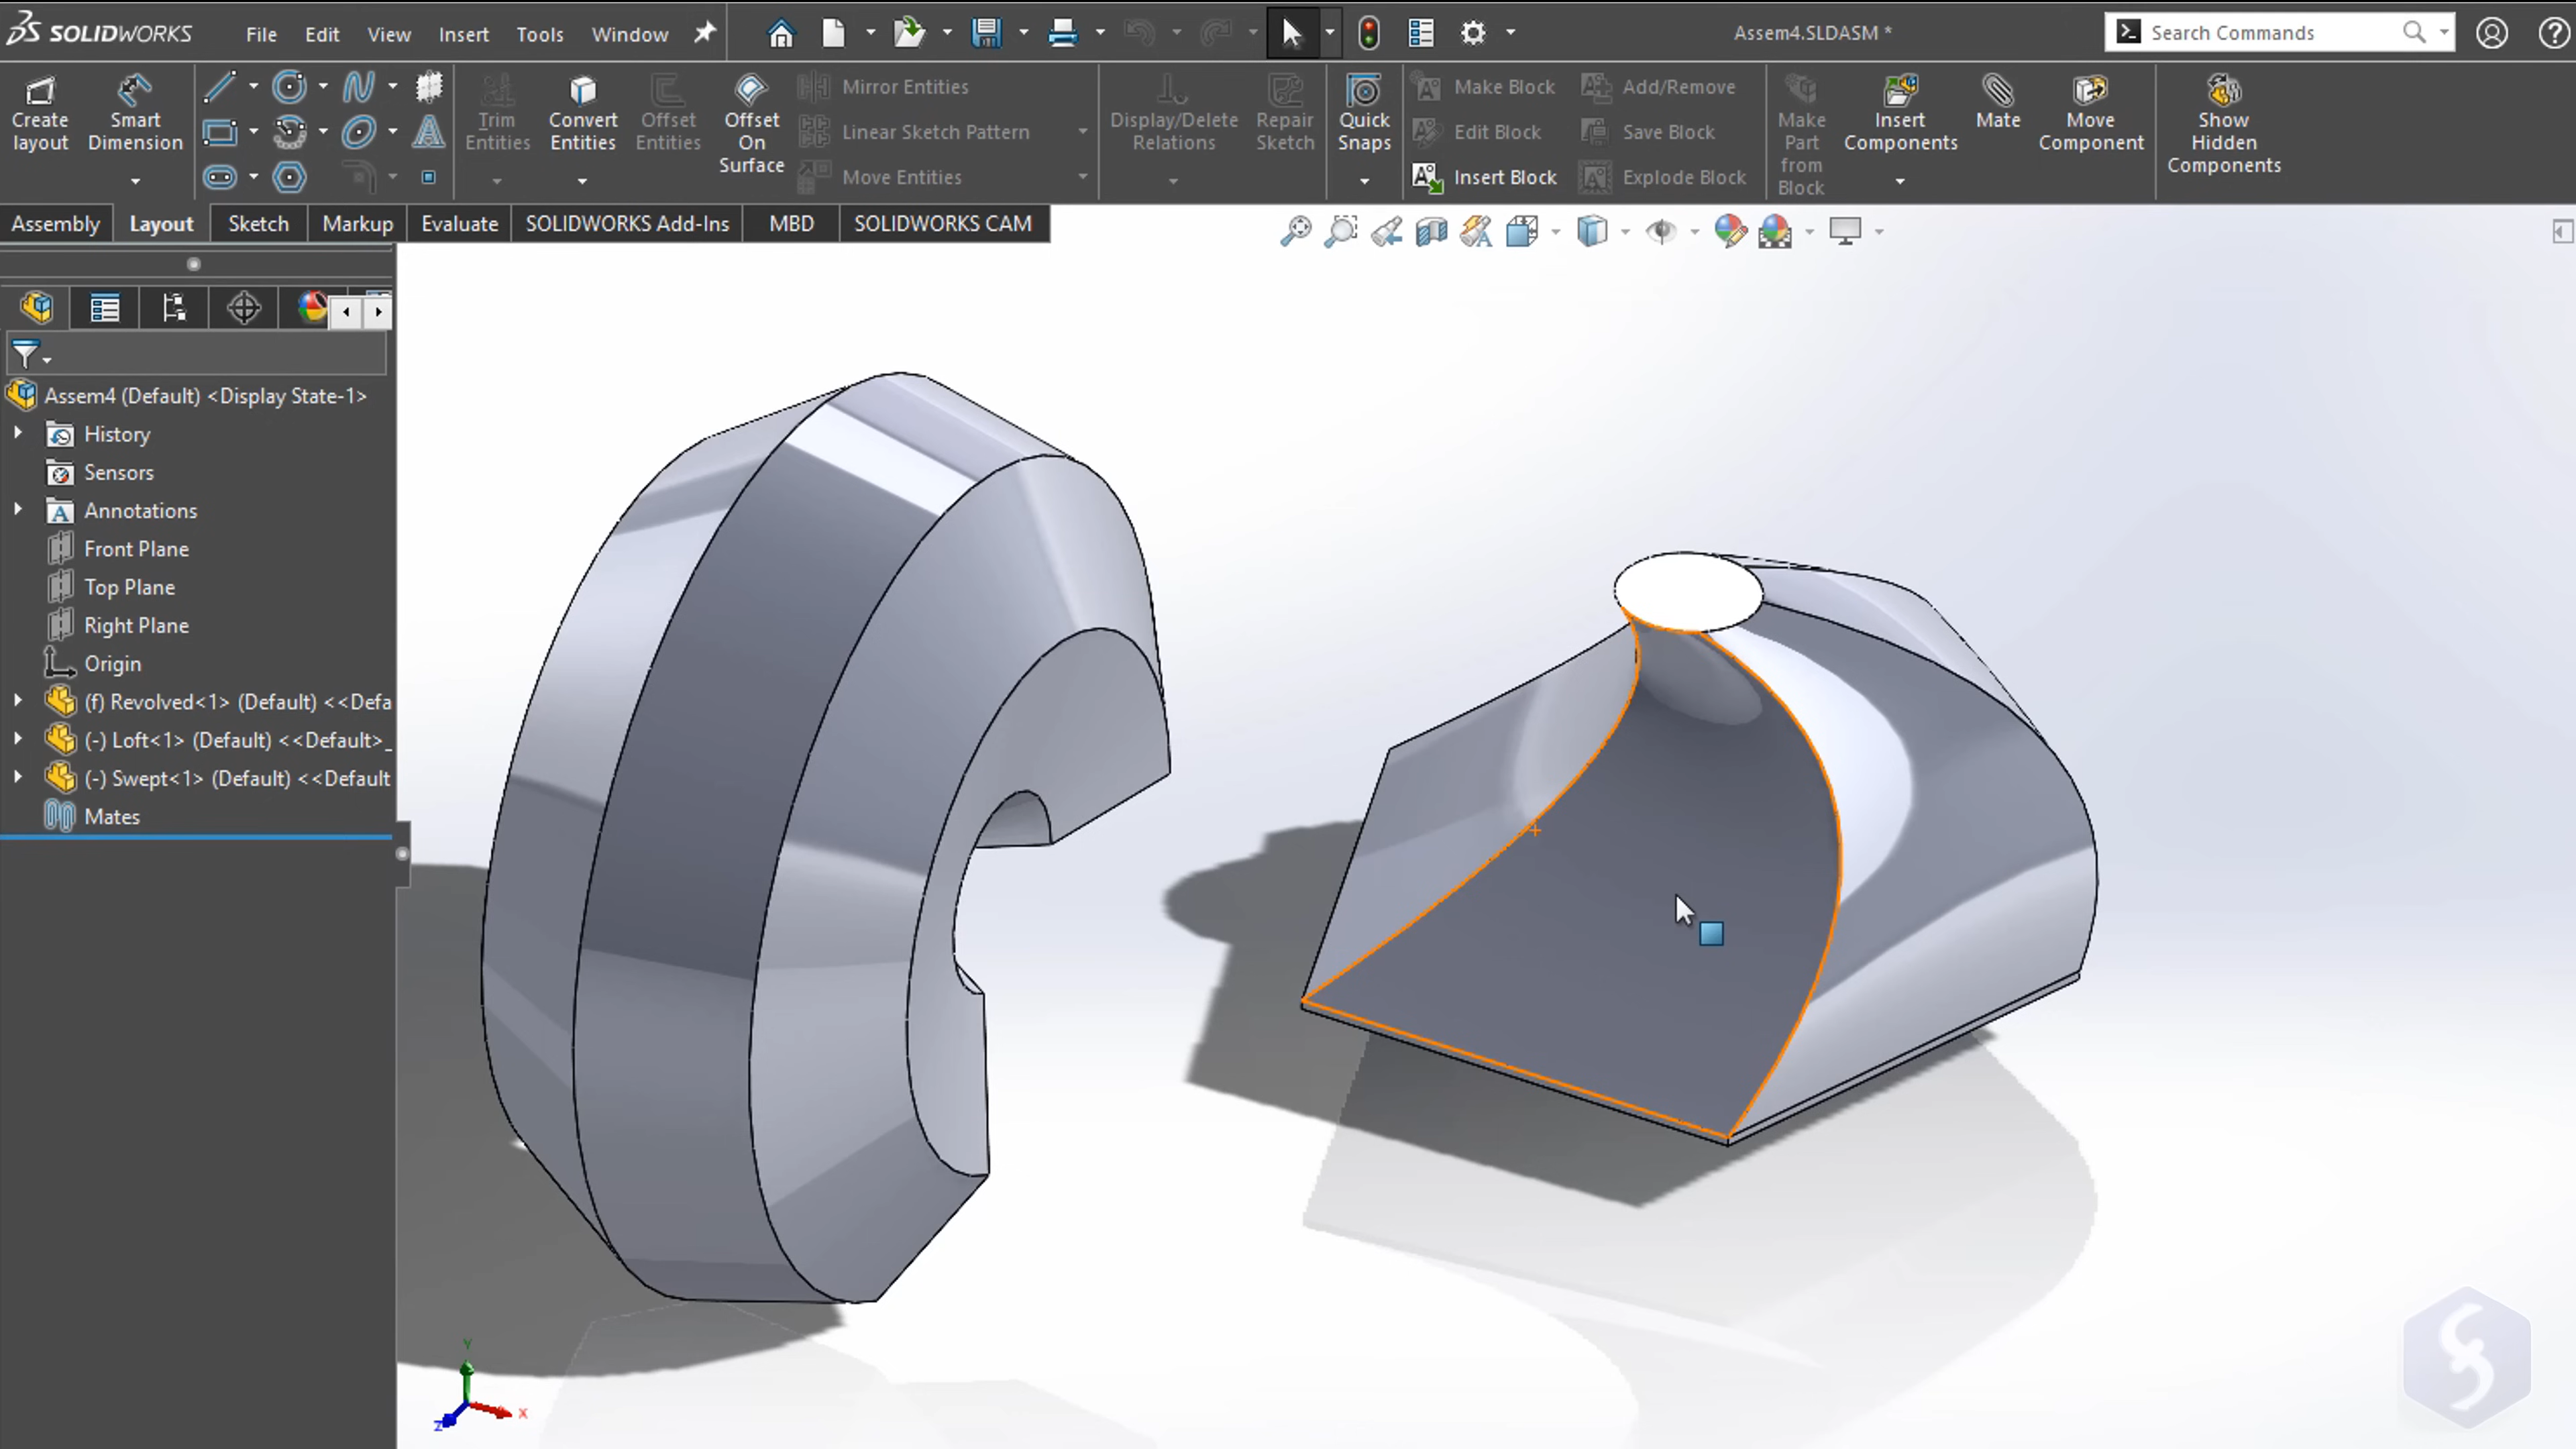 SOLIDWORKS File Edit View Insert Tools Window Assem4.SLDASM * Search Commands
Create layout
Smart Dimension
Trim Entities
Convert Entities
Offset Entities
Offset On Surface
Mirror Entities
Linear Sketch Pattern
Move Entities
Display/Delete Relations
Repair Sketch
Quick Snaps
Make Block
Edit Block
Insert Block
Add/Remove
Save Block
Explode Block
Make Part from Block
Insert Components
Mate
Move Component
Show Hidden Components
Assembly Layout Sketch Markup Evaluate SOLIDWORKS Add-Ins MBD SOLIDWORKS CAM
Assem4 (Default) <Display State-1>
History
Sensors
Annotations
Front Plane
Top Plane
Right Plane
Origin
(f) Revolved<1> (Default) <<Defa
(-) Loft<1> (Default) <<Default>_
(-) Swept<1> (Default) <<Default
Mates
Y
X
Z